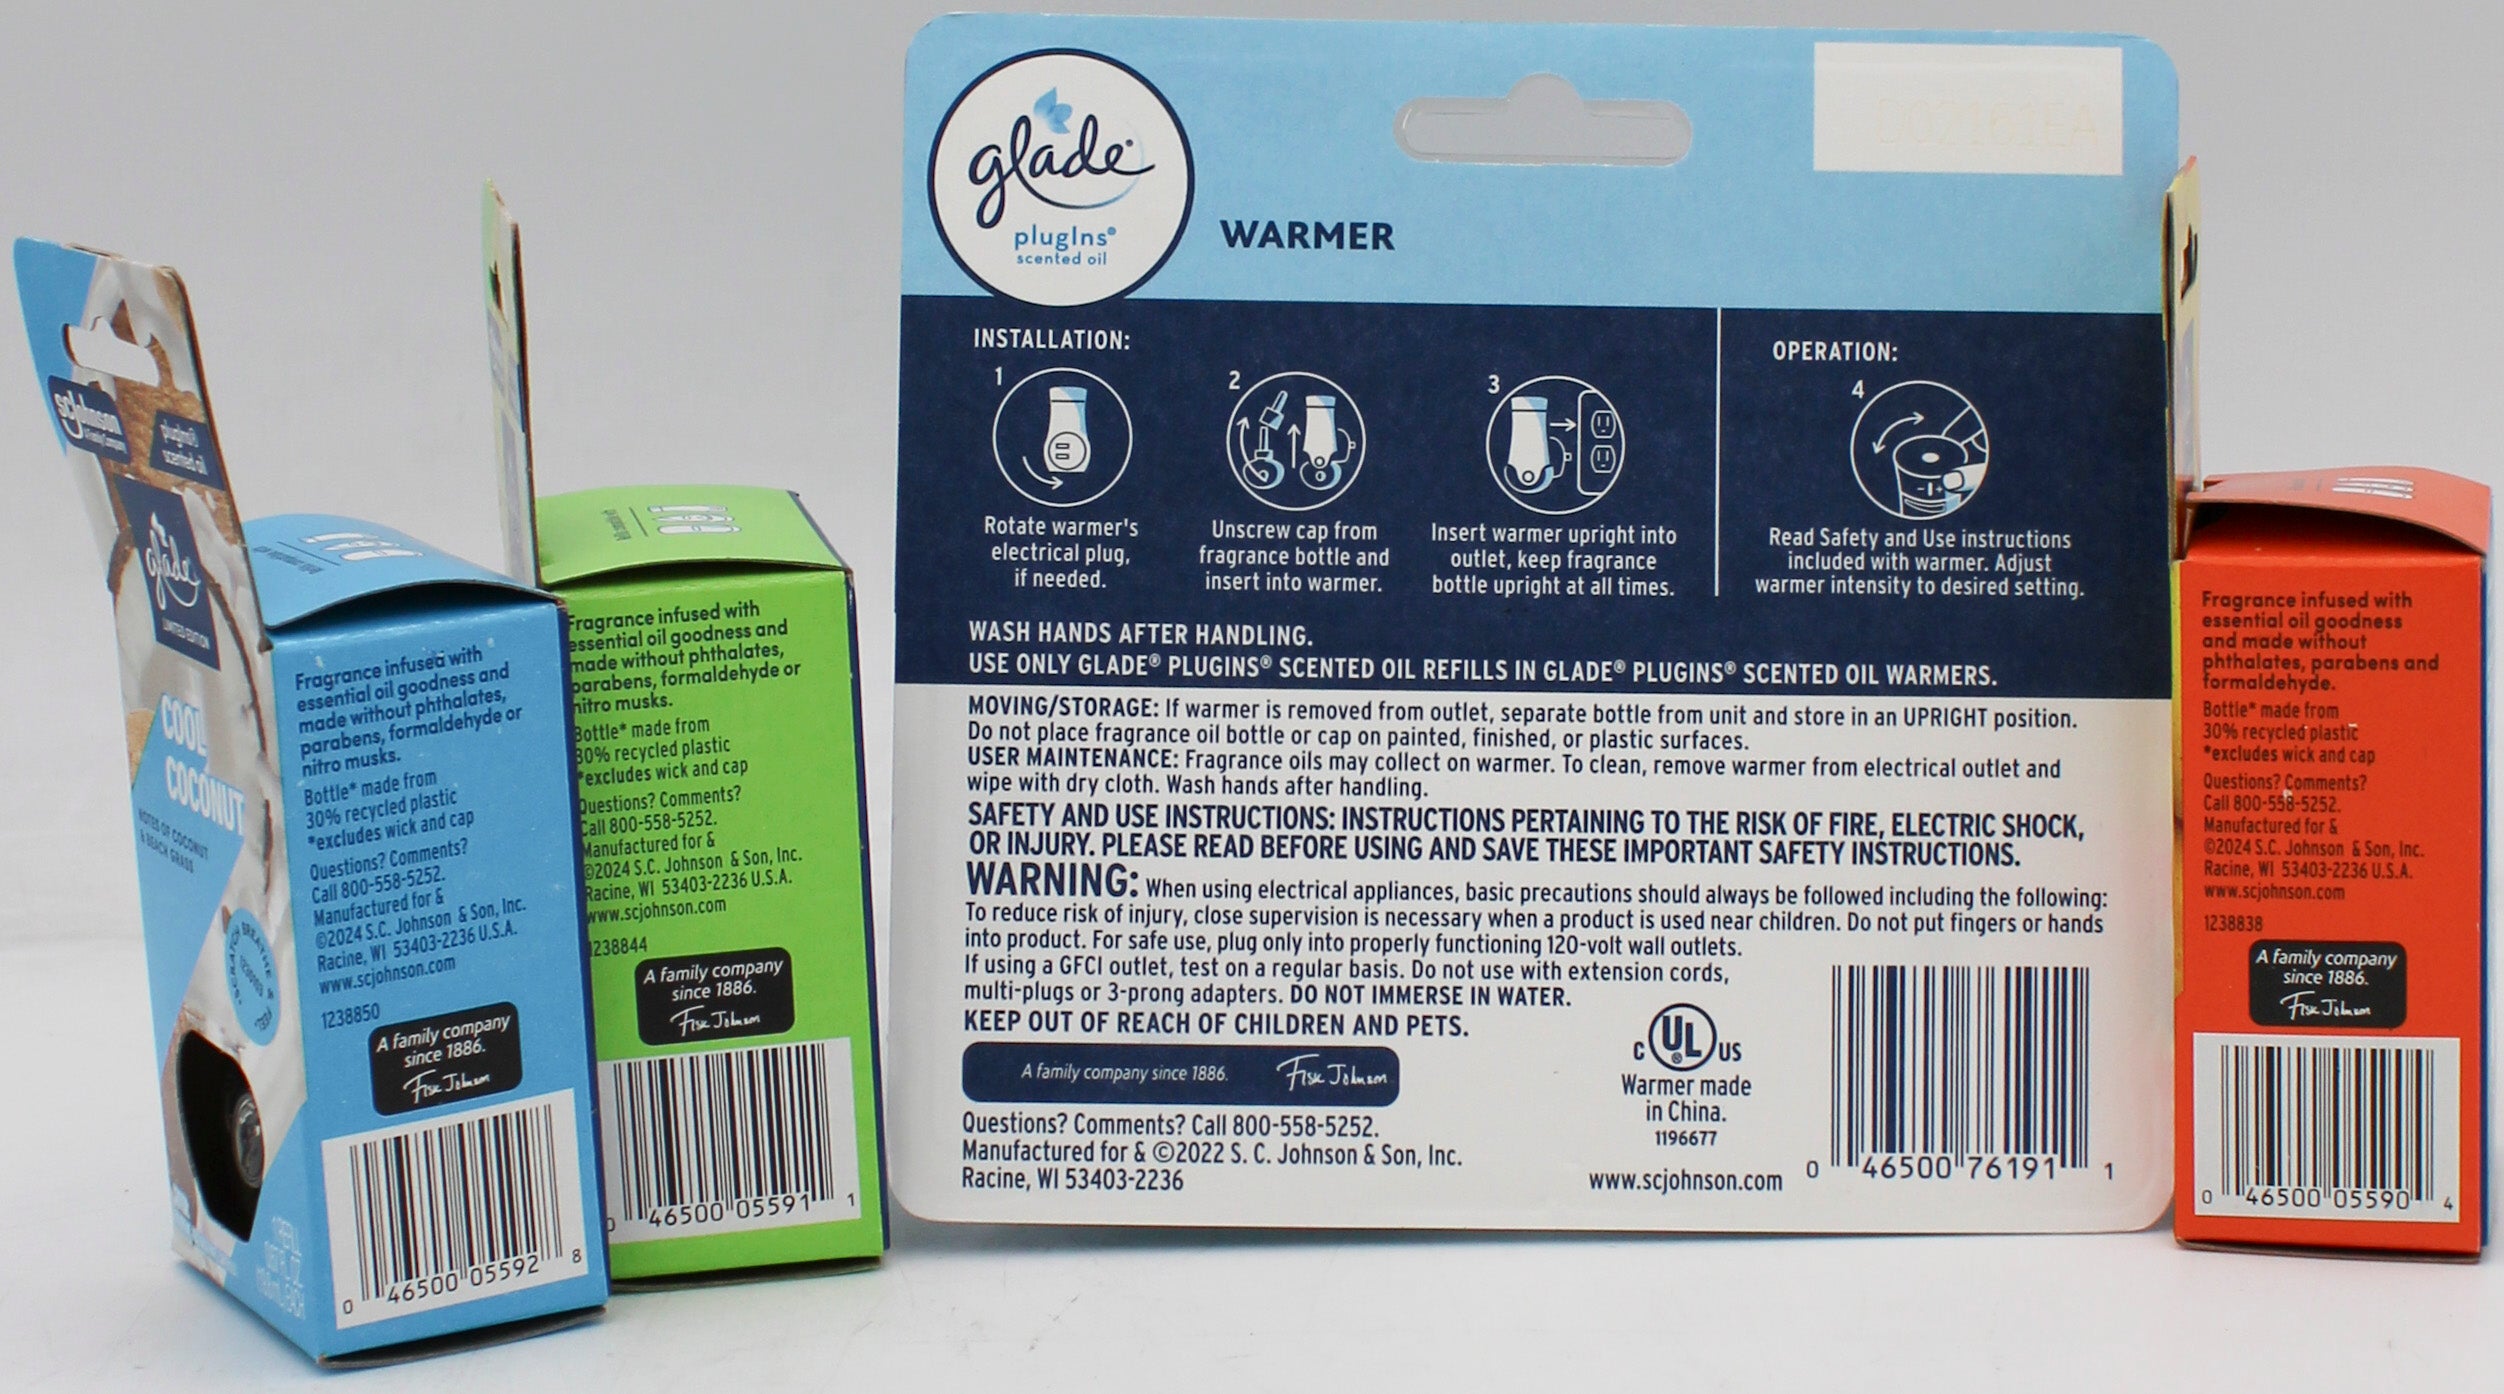 scjohnson
A Family Company
plugIns®
scented oil
glade
LIMITED EDITION
COOL
COCONUT
NOTES OF COCONUT
& BEACH GRASS
1 REFILL
Fragrance infused with
essential oil goodness and
made without phthalates,
parabens, formaldehyde or
nitro musks.
Bottle* made from
30% recycled plastic
*excludes wick and cap
Questions? Comments?
Call 800-558-5252.
Manufactured for &
©2024 S.C. Johnson & Son, Inc.
Racine, WI 53403-2236 U.S.A.
www.scjohnson.com
1238850
A family company
since 1886.
Fisk Johnson
0 46500 05592 8
Fragrance infused with
essential oil goodness and
made without phthalates,
parabens, formaldehyde or
nitro musks.
Bottle* made from
30% recycled plastic
*excludes wick and cap
Questions? Comments?
Call 800-558-5252.
Manufactured for &
©2024 S.C. Johnson & Son, Inc.
Racine, WI 53403-2236 U.S.A.
www.scjohnson.com
1238844
A family company
since 1886.
Fisk Johnson
0 46500 05591 1
glade®
plugIns®
scented oil
WARMER
INSTALLATION:
1
Rotate warmer's
electrical plug,
if needed.
2
Unscrew cap from
fragrance bottle and
insert into warmer.
3
Insert warmer upright into
outlet, keep fragrance
bottle upright at all times.
OPERATION:
4
Read Safety and Use instructions
included with warmer. Adjust
warmer intensity to desired setting.
WASH HANDS AFTER HANDLING.
USE ONLY GLADE® PLUGINS® SCENTED OIL REFILLS IN GLADE® PLUGINS® SCENTED OIL WARMERS.
MOVING/STORAGE: If warmer is removed from outlet, separate bottle from unit and store in an UPRIGHT position.
Do not place fragrance oil bottle or cap on painted, finished, or plastic surfaces.
USER MAINTENANCE: Fragrance oils may collect on warmer. To clean, remove warmer from electrical outlet and
wipe with dry cloth. Wash hands after handling.
SAFETY AND USE INSTRUCTIONS: INSTRUCTIONS PERTAINING TO THE RISK OF FIRE, ELECTRIC SHOCK,
OR INJURY. PLEASE READ BEFORE USING AND SAVE THESE IMPORTANT SAFETY INSTRUCTIONS.
WARNING: When using electrical appliances, basic precautions should always be followed including the following:
To reduce risk of injury, close supervision is necessary when a product is used near children. Do not put fingers or hands
into product. For safe use, plug only into properly functioning 120-volt wall outlets.
If using a GFCI outlet, test on a regular basis. Do not use with extension cords,
multi-plugs or 3-prong adapters. DO NOT IMMERSE IN WATER.
KEEP OUT OF REACH OF CHILDREN AND PETS.
A family company since 1886. Fisk Johnson
Questions? Comments? Call 800-558-5252.
Manufactured for & ©2022 S. C. Johnson & Son, Inc.
Racine, WI 53403-2236
C UL® US
Warmer made
in China.
1196677
www.scjohnson.com
0 46500 76191 1
Fragrance infused with
essential oil goodness
and made without
phthalates, parabens and
formaldehyde.
Bottle* made from
30% recycled plastic
*excludes wick and cap
Questions? Comments?
Call 800-558-5252.
Manufactured for &
©2024 S.C. Johnson & Son, Inc.
Racine, WI 53403-2236 U.S.A.
www.scjohnson.com
1238838
A family company
since 1886.
Fisk Johnson
0 46500 05590 4